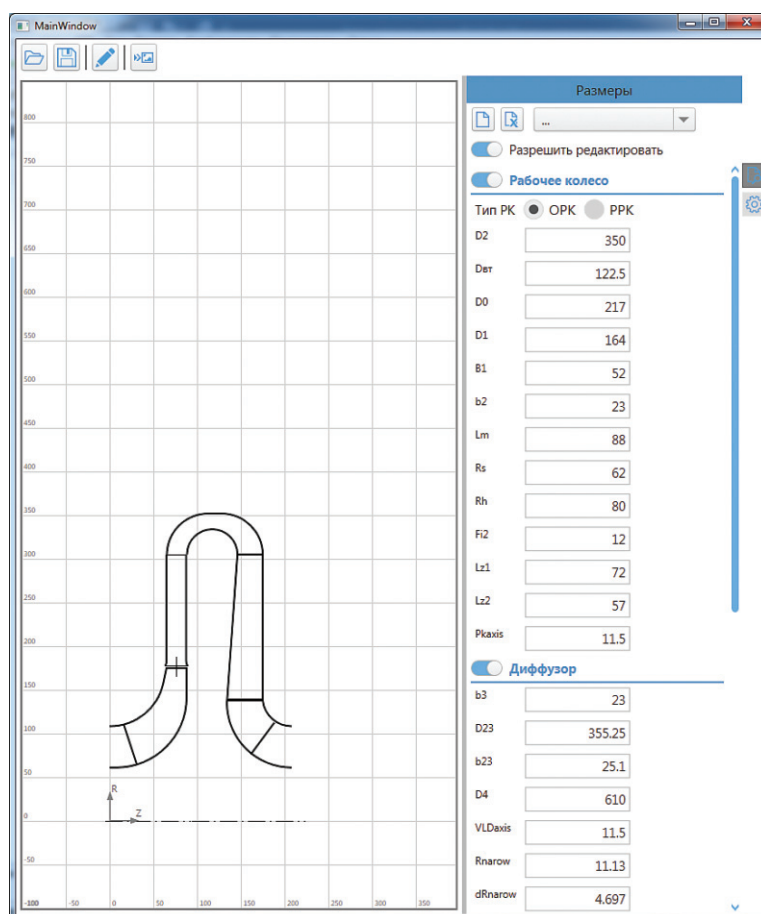 MainWindow
Размеры
...
Разрешить редактировать
Рабочее колесо
Тип РК ОРК РРК
D2 350
Dвт 122.5
D0 217
D1 164
B1 52
b2 23
Lm 88
Rs 62
Rh 80
Fi2 12
Lz1 72
Lz2 57
Pkaxis 11.5
Диффузор
b3 23
D23 355.25
b23 25.1
D4 610
VLDaxis 11.5
Rnarow 11.13
dRnarow 4.697
800
750
700
650
600
550
500
450
400
350
300
250
200
150
100
50
R
Z
0
-50
-100 -50 0 50 100 150 200 250 300 350